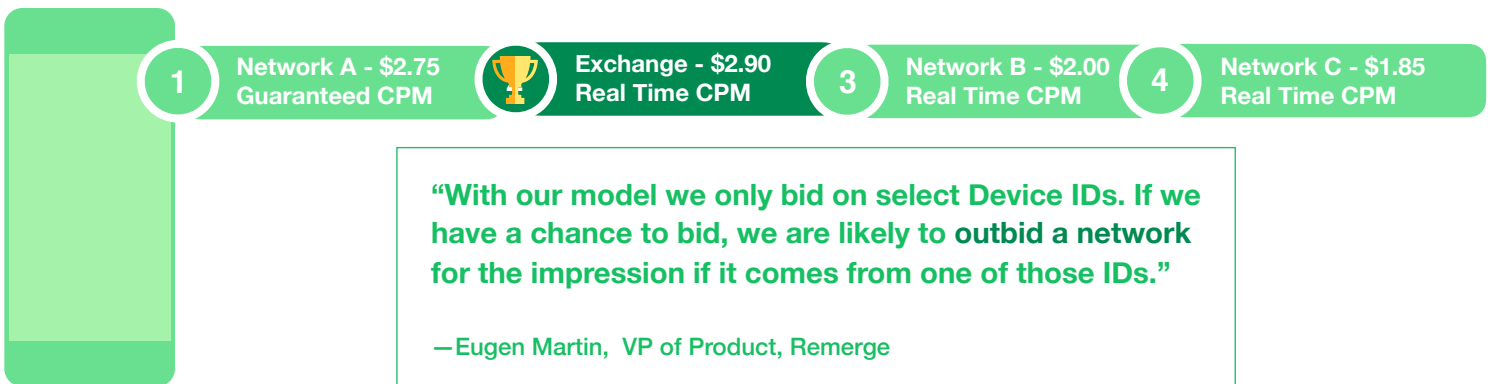 1
Network A - $2.75
Guaranteed CPM
Exchange - $2.90
Real Time CPM
3
Network B - $2.00
Real Time CPM
4
Network C - $1.85
Real Time CPM
“With our model we only bid on select Device IDs. If we
have a chance to bid, we are likely to outbid a network
for the impression if it comes from one of those IDs.”
—Eugen Martin,  VP of Product, Remerge